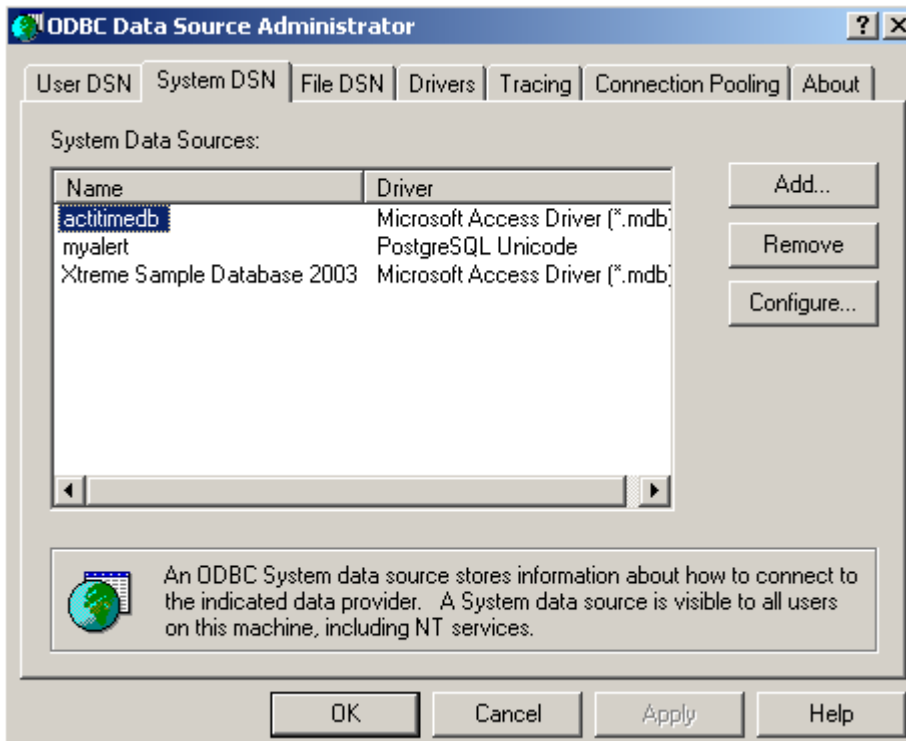 ODBC Data Source Administrator
User DSN System DSN File DSN Drivers Tracing Connection Pooling About
System Data Sources:
Name Driver
actitimedb Microsoft Access Driver (*.mdb)
myalert PostgreSQL Unicode
Xtreme Sample Database 2003 Microsoft Access Driver (*.mdb)
Add...
Remove
Configure...
An ODBC System data source stores information about how to connect to
the indicated data provider. A System data source is visible to all users
on this machine, including NT services.
OK Cancel Apply Help